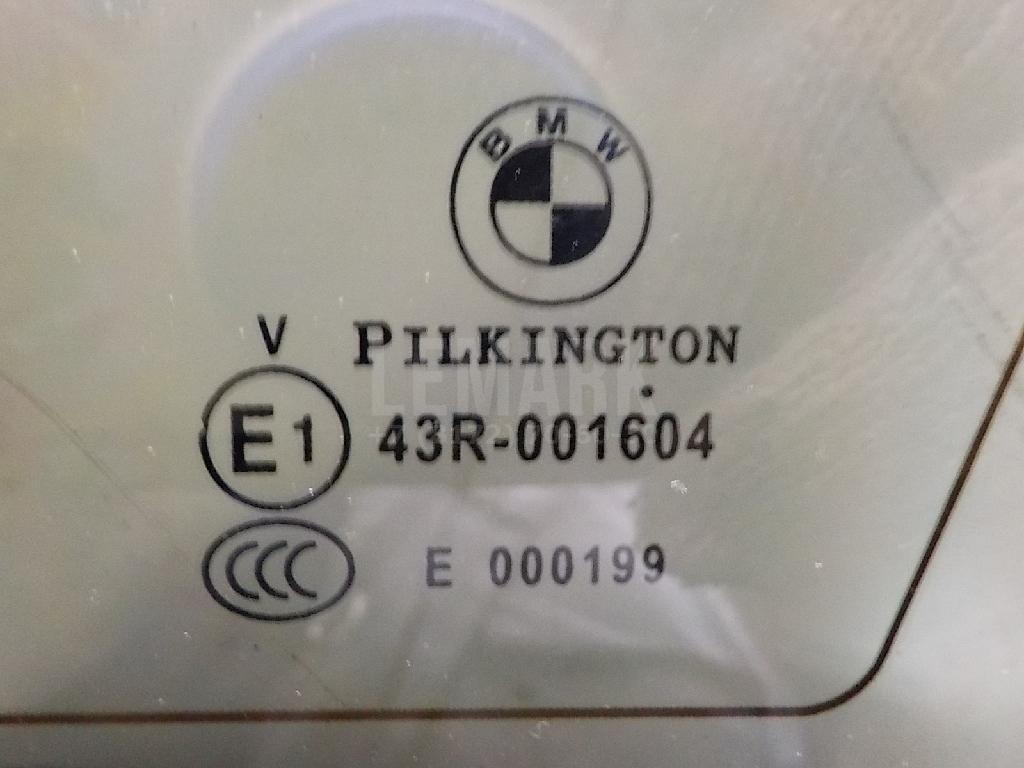 BMW
V PILKINGTON
LEMARK
E1 43R-001604
CCC E 000199